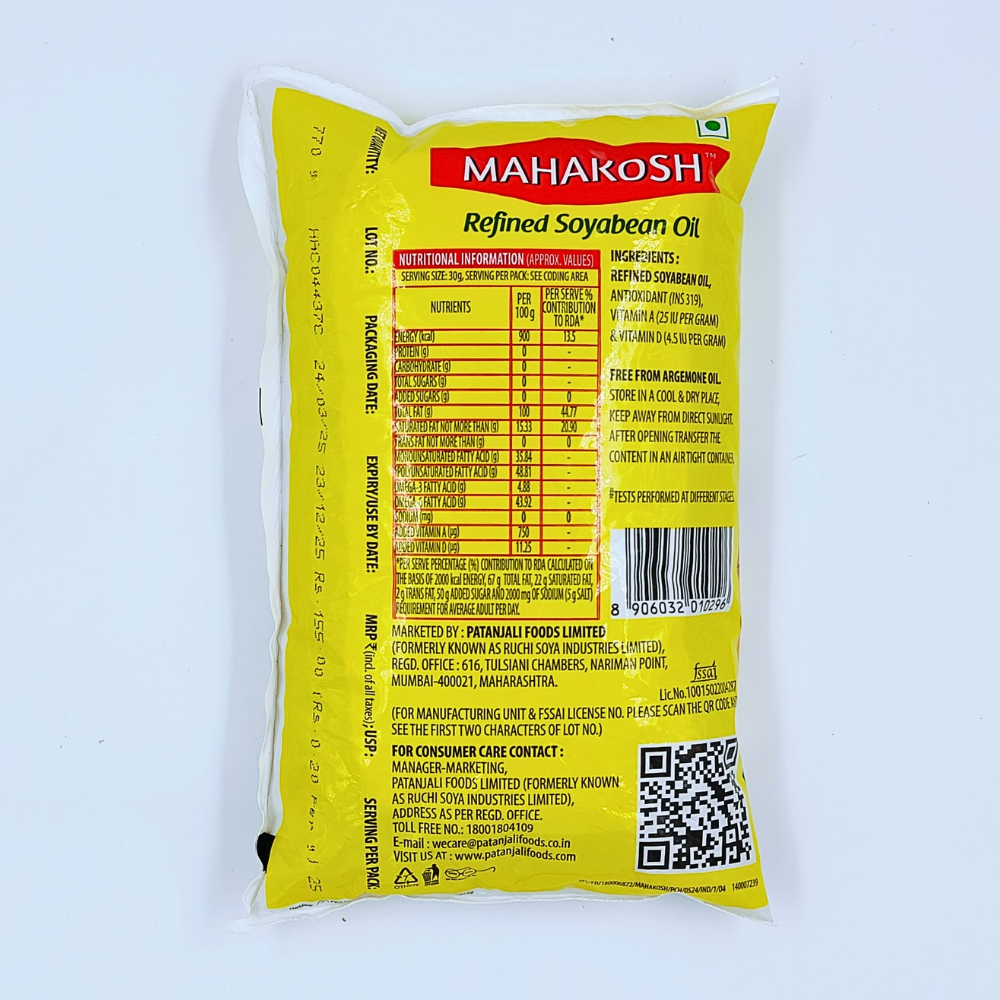 MAHAKOSH™
Refined Soyabean Oil
NUTRITIONAL INFORMATION (APPROX. VALUES)
SERVING SIZE: 30g, SERVING PER PACK: SEE CODING AREA
NUTRIENTS PER 100 g PER SERVE % CONTRIBUTION TO RDA*
ENERGY (kcal) 900 13.5
PROTEIN (g) 0 -
CARBOHYDRATE (g) 0 -
TOTAL SUGARS (g) 0 -
ADDED SUGARS (g) 0 0
TOTAL FAT (g) 100 44.77
SATURATED FAT NOT MORE THAN (g) 15.33 20.90
TRANS FAT NOT MORE THAN (g) 0 0
MONOUNSATURATED FATTY ACID (g) 35.84 -
POLYUNSATURATED FATTY ACID (g) 48.81 -
OMEGA-3 FATTY ACID (g) 4.88 -
OMEGA-6 FATTY ACID (g) 43.92 -
SODIUM (mg) 0 0
ADDED VITAMIN A (µg) 750 -
ADDED VITAMIN D (µg) 11.25 -
*PER SERVE PERCENTAGE (%) CONTRIBUTION TO RDA CALCULATED ON
THE BASIS OF 2000 kcal ENERGY, 67 g TOTAL FAT, 22 g SATURATED FAT,
2 g TRANS FAT, 50 g ADDED SUGAR AND 2000 mg OF SODIUM (5 g SALT)
REQUIREMENT FOR AVERAGE ADULT PER DAY.
INGREDIENTS :
REFINED SOYABEAN OIL,
ANTIOXIDANT (INS 319),
VITAMIN A (25 IU PER GRAM)
& VITAMIN D (4.5 IU PER GRAM)
FREE FROM ARGEMONE OIL.
STORE IN A COOL & DRY PLACE,
KEEP AWAY FROM DIRECT SUNLIGHT.
AFTER OPENING TRANSFER THE
CONTENT IN AN AIR TIGHT CONTAINER.
#TESTS PERFORMED AT DIFFERENT STAGES.
8 906032 010296
MARKETED BY : PATANJALI FOODS LIMITED
(FORMERLY KNOWN AS RUCHI SOYA INDUSTRIES LIMITED),
REGD. OFFICE : 616, TULSIANI CHAMBERS, NARIMAN POINT,
MUMBAI-400021, MAHARASHTRA.
fssai
Lic.No.10015022004287
(FOR MANUFACTURING UNIT & FSSAI LICENSE NO. PLEASE SCAN THE QR CODE
SEE THE FIRST TWO CHARACTERS OF LOT NO.)
FOR CONSUMER CARE CONTACT :
MANAGER-MARKETING,
PATANJALI FOODS LIMITED (FORMERLY KNOWN
AS RUCHI SOYA INDUSTRIES LIMITED),
ADDRESS AS PER REGD. OFFICE.
TOLL FREE NO.: 18001804109
E-mail : wecare@patanjalifoods.co.in
VISIT US AT : www.patanjalifoods.com
OTHER
/180006872/MAHAKOSH/PCH/0524/IND/1/04 140007239
NET QUANTITY: LOT NO.: PACKAGING DATE: EXPIRY/USE BY DATE: MRP ₹ (incl. of all taxes); USP: SERVING PER PACK:
770 g HHC04437C 24/03/25 23/12/25 Rs. 155.00 (Rs. 0.20 Per g) 25